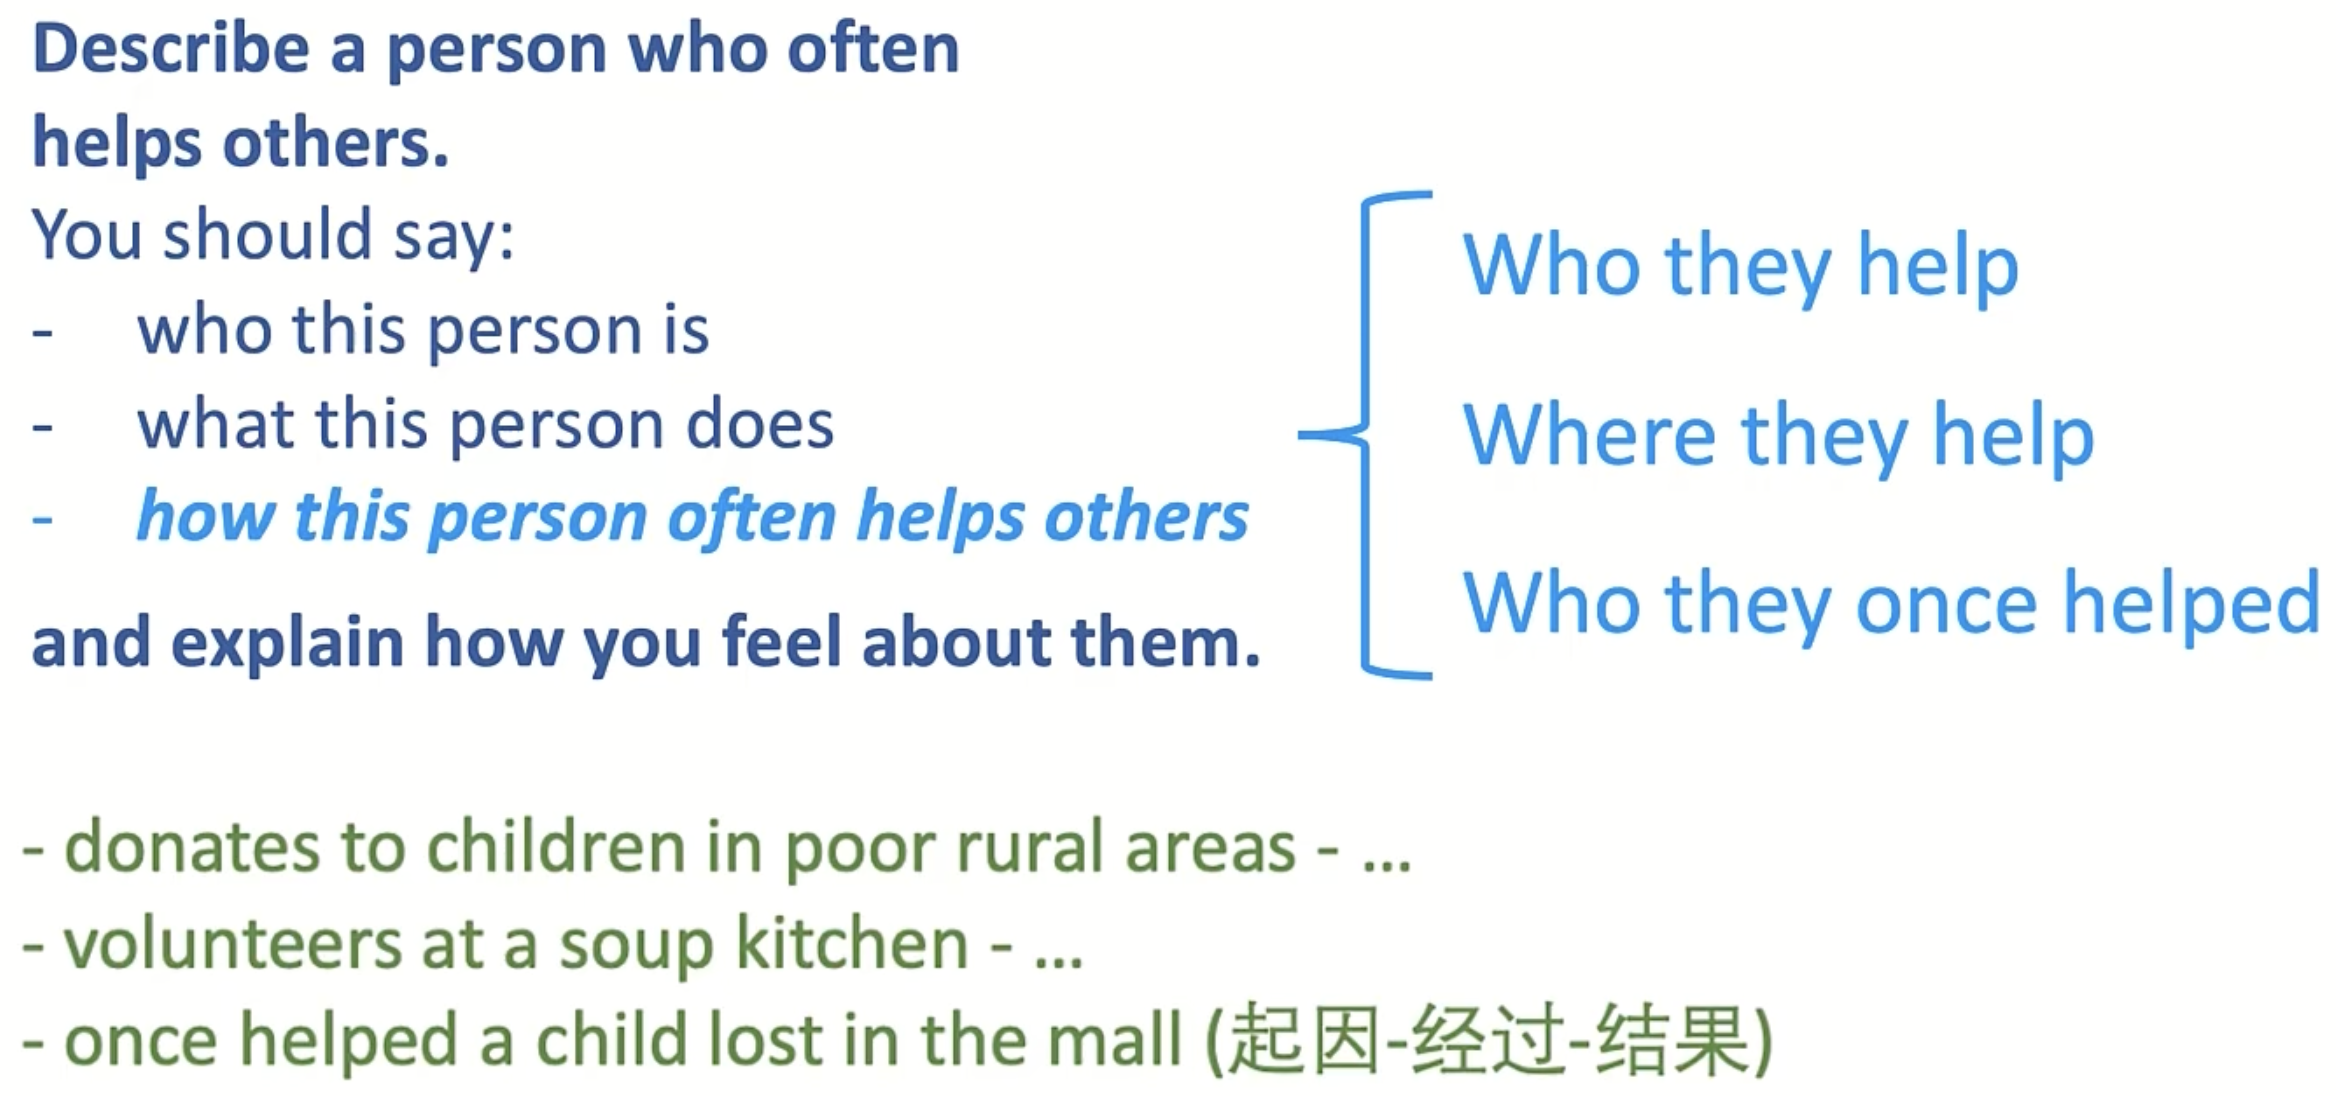 Describe a person who often
helps others.
You should say:
- who this person is
- what this person does
- how this person often helps others
and explain how you feel about them.
Who they help
Where they help
Who they once helped
- donates to children in poor rural areas - ...
- volunteers at a soup kitchen - ...
- once helped a child lost in the mall (起因-经过-结果)